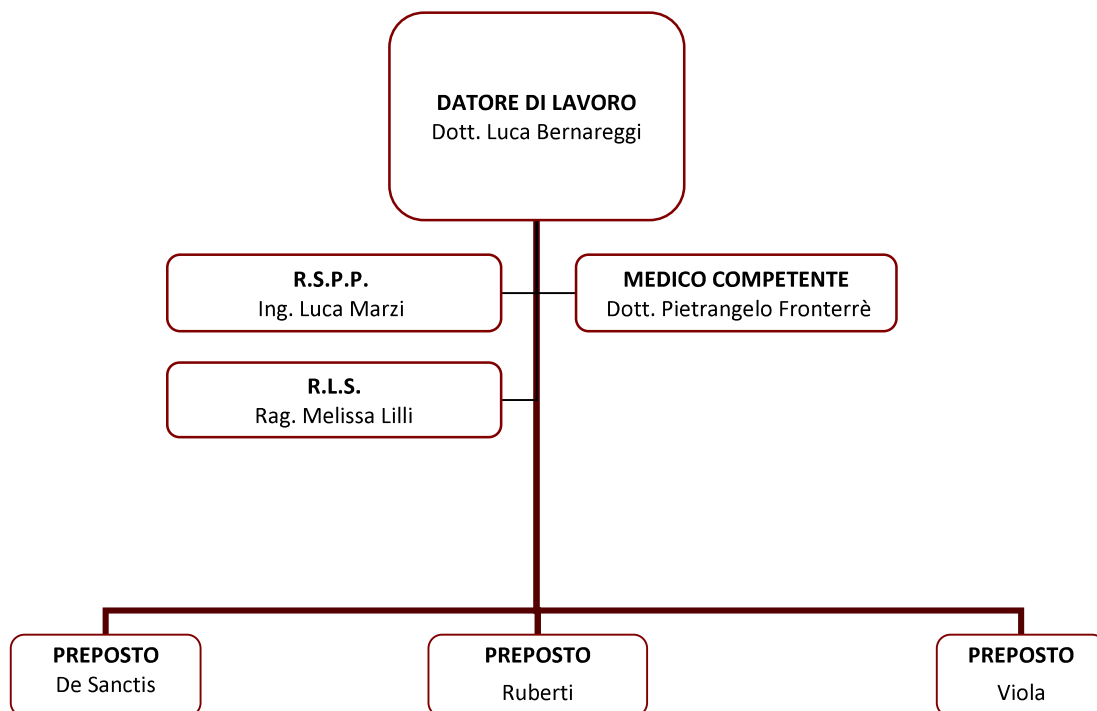 DATORE DI LAVORO
Dott. Luca Bernareggi
R.S.P.P.
Ing. Luca Marzi
MEDICO COMPETENTE
Dott. Pietrangelo Fronterrè
R.L.S.
Rag. Melissa Lilli
PREPOSTO
De Sanctis
PREPOSTO
Ruberti
PREPOSTO
Viola